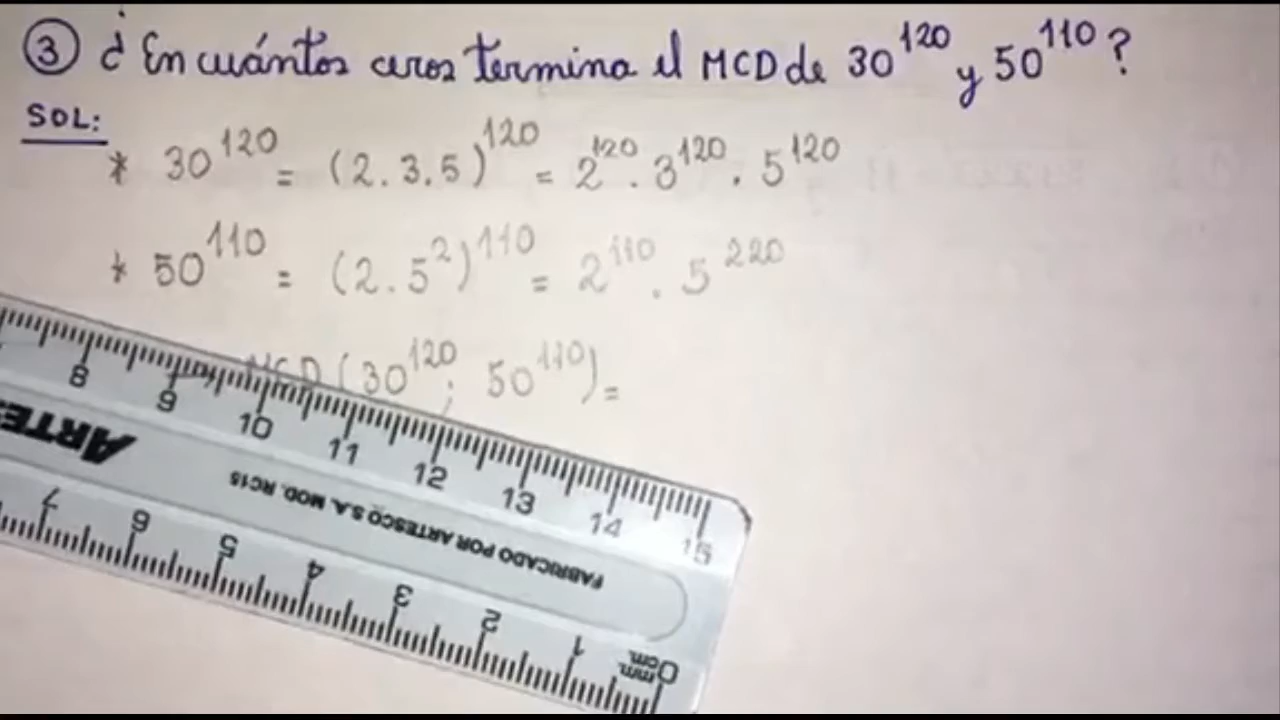 ③ ¿En cuántos ceros termina el MCD de 30^120 y 50^110?
SOL:
* 30^120 = (2.3.5)^120 = 2^120 . 3^120 . 5^120
* 50^110 = (2.5^2)^110 = 2^110 . 5^220
MCD (30^120 ; 50^110) =
8 9 10 11 12 13 14 15
ARTES
FABRICADO POR ARTESCO S.A. MOD. RC15
7 6 5 4 3 2 1 0
mm.
cm.